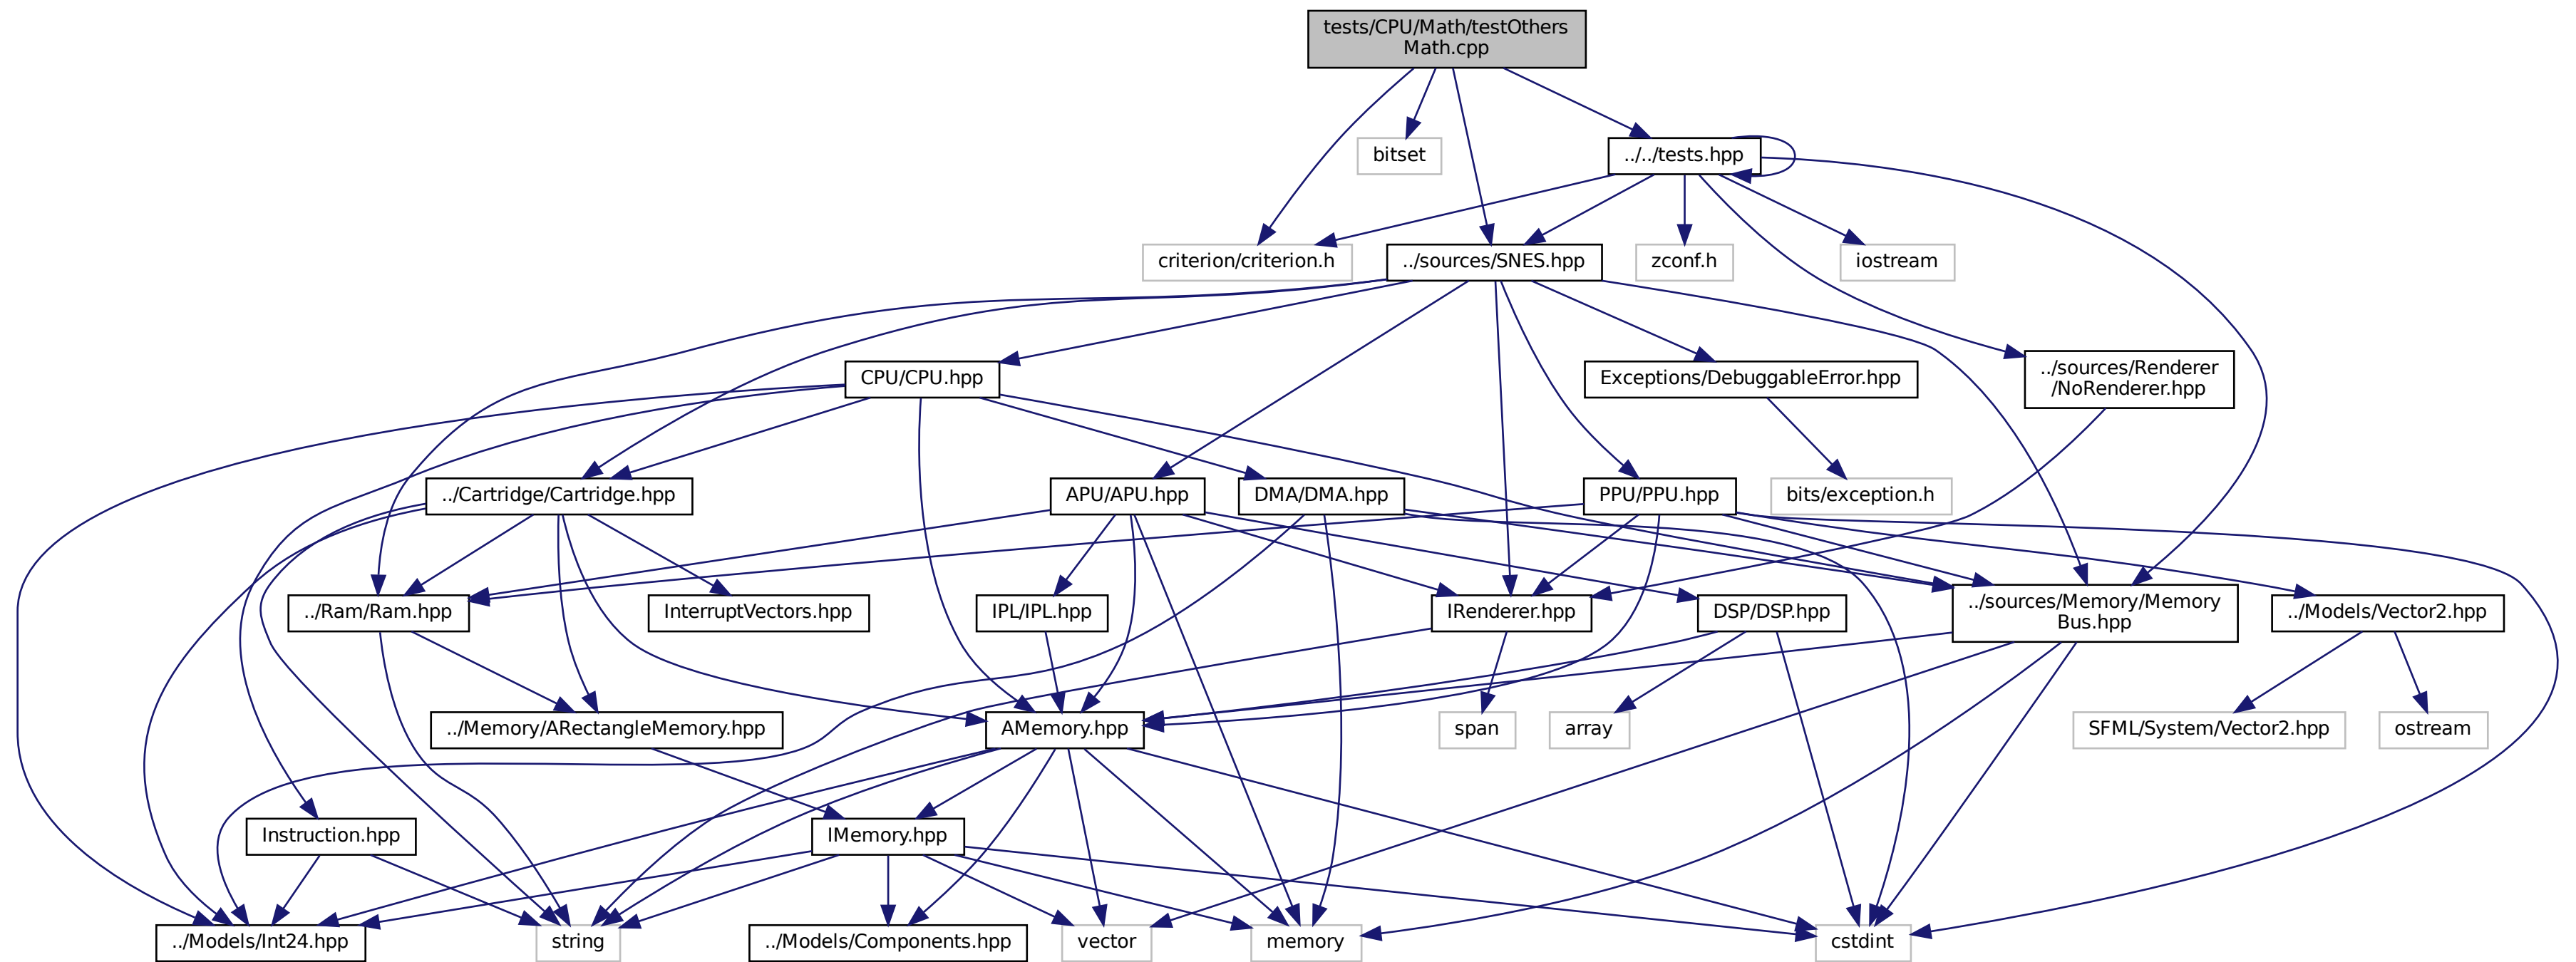 tests/CPU/Math/testOthers
Math.cpp
bitset
../../tests.hpp
criterion/criterion.h
../sources/SNES.hpp
zconf.h
iostream
CPU/CPU.hpp
Exceptions/DebuggableError.hpp
../sources/Renderer
/NoRenderer.hpp
../Cartridge/Cartridge.hpp
APU/APU.hpp
DMA/DMA.hpp
PPU/PPU.hpp
bits/exception.h
../Ram/Ram.hpp
InterruptVectors.hpp
IPL/IPL.hpp
IRenderer.hpp
DSP/DSP.hpp
../sources/Memory/Memory
Bus.hpp
../Models/Vector2.hpp
../Memory/ARectangleMemory.hpp
AMemory.hpp
span
array
SFML/System/Vector2.hpp
ostream
Instruction.hpp
IMemory.hpp
../Models/Int24.hpp
string
../Models/Components.hpp
vector
memory
cstdint